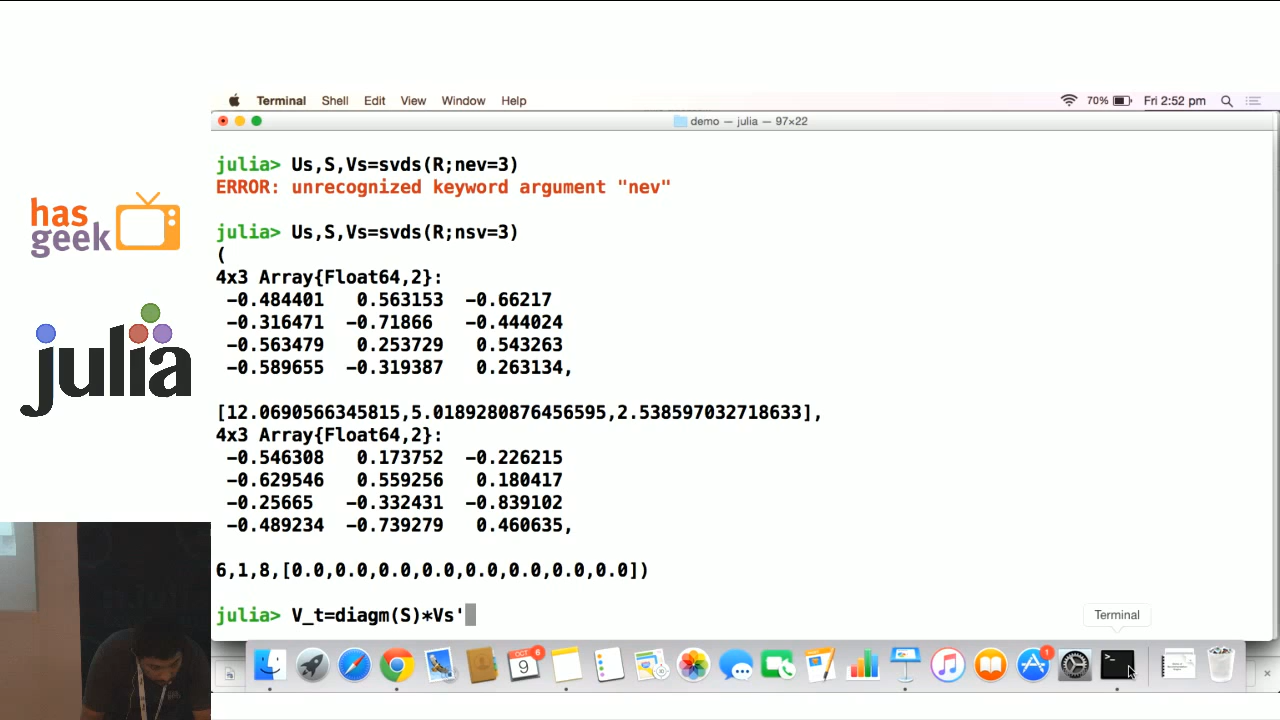 Terminal Shell Edit View Window Help 70% Fri 2:52 pm
demo — julia — 97×22
julia> Us,S,Vs=svds(R;nev=3)
ERROR: unrecognized keyword argument "nev"
julia> Us,S,Vs=svds(R;nsv=3)
(
4x3 Array{Float64,2}:
-0.484401 0.563153 -0.66217
-0.316471 -0.71866 -0.444024
-0.563479 0.253729 0.543263
-0.589655 -0.319387 0.263134,
[12.0690566345815,5.0189280876456595,2.538597032718633],
4x3 Array{Float64,2}:
-0.546308 0.173752 -0.226215
-0.629546 0.559256 0.180417
-0.25665 -0.332431 -0.839102
-0.489234 -0.739279 0.460635,
6,1,8,[0.0,0.0,0.0,0.0,0.0,0.0,0.0,0.0])
julia> V_t=diagm(S)*Vs'
Terminal
OCT 6
9
1
has
geek
julia